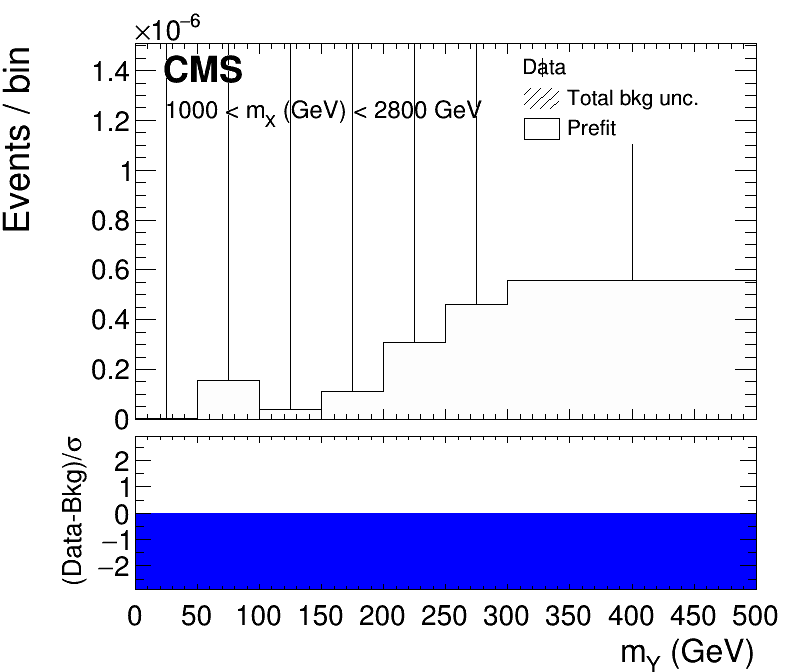 ×10−6
Events / bin
CMS
1000 < mX (GeV) < 2800 GeV
Data
Total bkg unc.
Prefit
1.4
1.2
1
0.8
0.6
0.4
0.2
0
(Data-Bkg)/σ
2
1
0
−1
−2
0 50 100 150 200 250 300 350 400 450 500
mY (GeV)